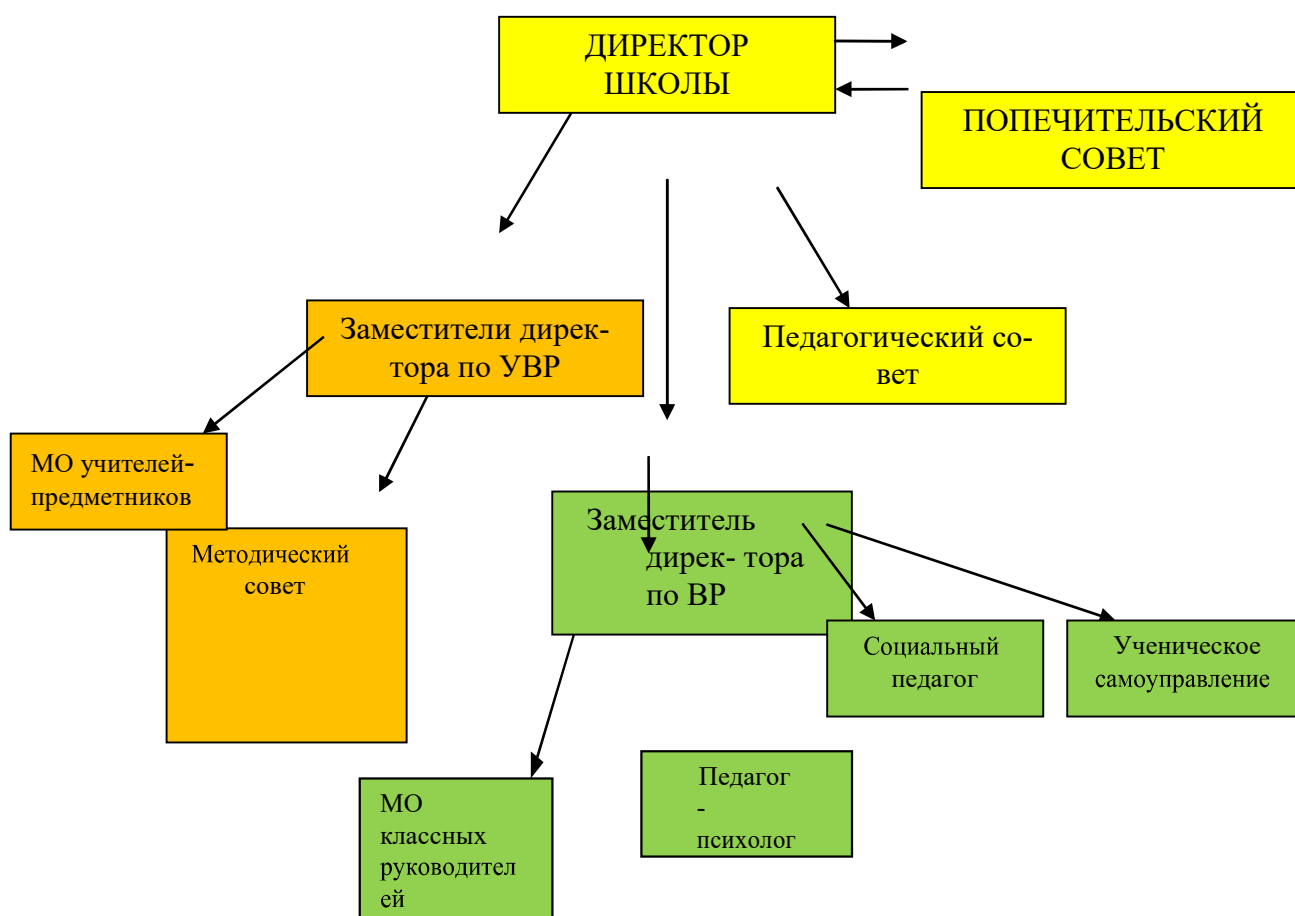 ДИРЕКТОР
ШКОЛЫ
ПОПЕЧИТЕЛЬСКИЙ
СОВЕТ
Заместители дирек-
тора по УВР
Педагогический со-
вет
МО учителей-
предметников
Методический
совет
Заместитель
дирек- тора
по ВР
Социальный
педагог
Ученическое
самоуправление
Педагог
-
психолог
МО
классных
руководител
ей